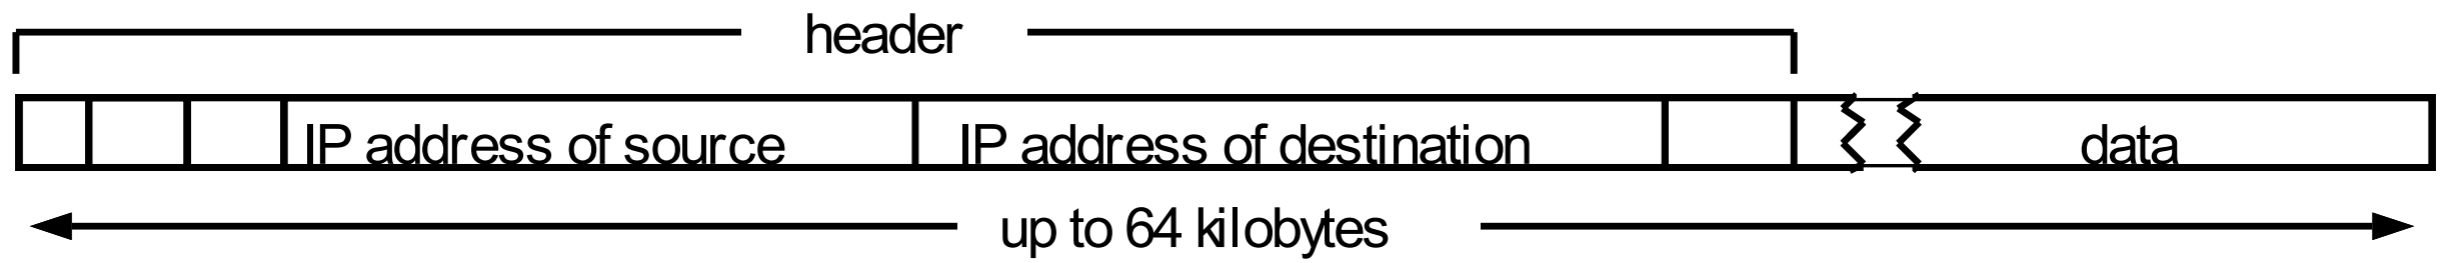 header
IP address of source IP address of destination data
up to 64 kilobytes